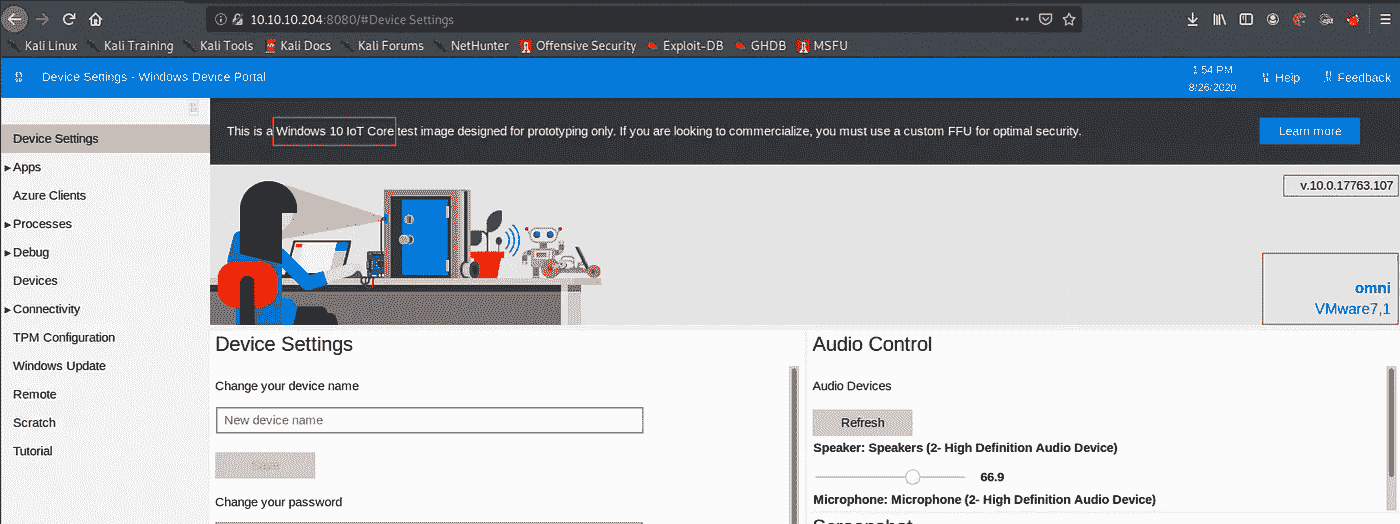 10.10.10.204:8080/#Device Settings
Kali Linux Kali Training Kali Tools Kali Docs Kali Forums NetHunter Offensive Security Exploit-DB GHDB MSFU
Device Settings - Windows Device Portal
1:54 PM
8/26/2020
Help
Feedback
This is a Windows 10 IoT Core test image designed for prototyping only. If you are looking to commercialize, you must use a custom FFU for optimal security.
Learn more
Device Settings
Apps
Azure Clients
Processes
Debug
Devices
Connectivity
TPM Configuration
Windows Update
Remote
Scratch
Tutorial
v.10.0.17763.107
omni
VMware7,1
Device Settings
Change your device name
New device name
Save
Change your password
Audio Control
Audio Devices
Refresh
Speaker: Speakers (2- High Definition Audio Device)
66.9
Microphone: Microphone (2- High Definition Audio Device)
Screenshot